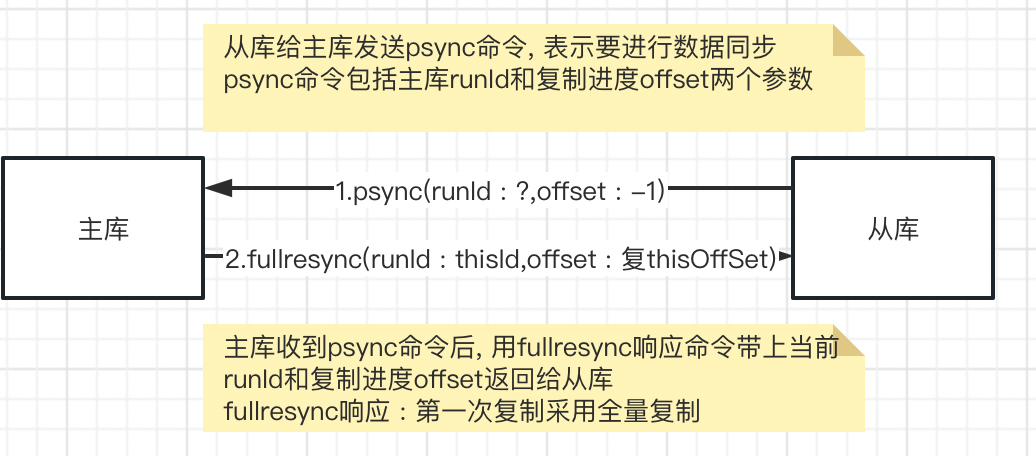 从库给主库发送psync命令, 表示要进行数据同步
psync命令包括主库runId和复制进度offset两个参数
1.psync(runId：?,offset：-1)
主库
从库
2.fullresync(runId：thisId,offset：复thisOffSet)
主库收到psync命令后, 用fullresync响应命令带上当前
runId和复制进度offset返回给从库
fullresync响应：第一次复制采用全量复制